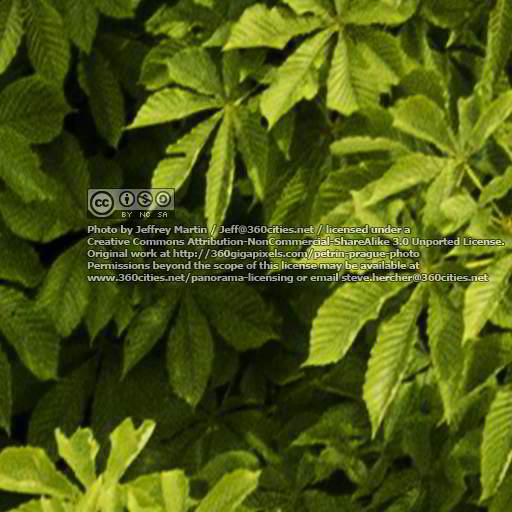 cc
BY NC SA
Photo by Jeffrey Martin / Jeff@360cities.net / licensed under a
Creative Commons Attribution-NonCommercial-ShareAlike 3.0 Unported License.
Original work at http://360gigapixels.com/petrin-prague-photo
Permissions beyond the scope of this license may be available at
www.360cities.net/panorama-licensing or email steve.hercher@360cities.net